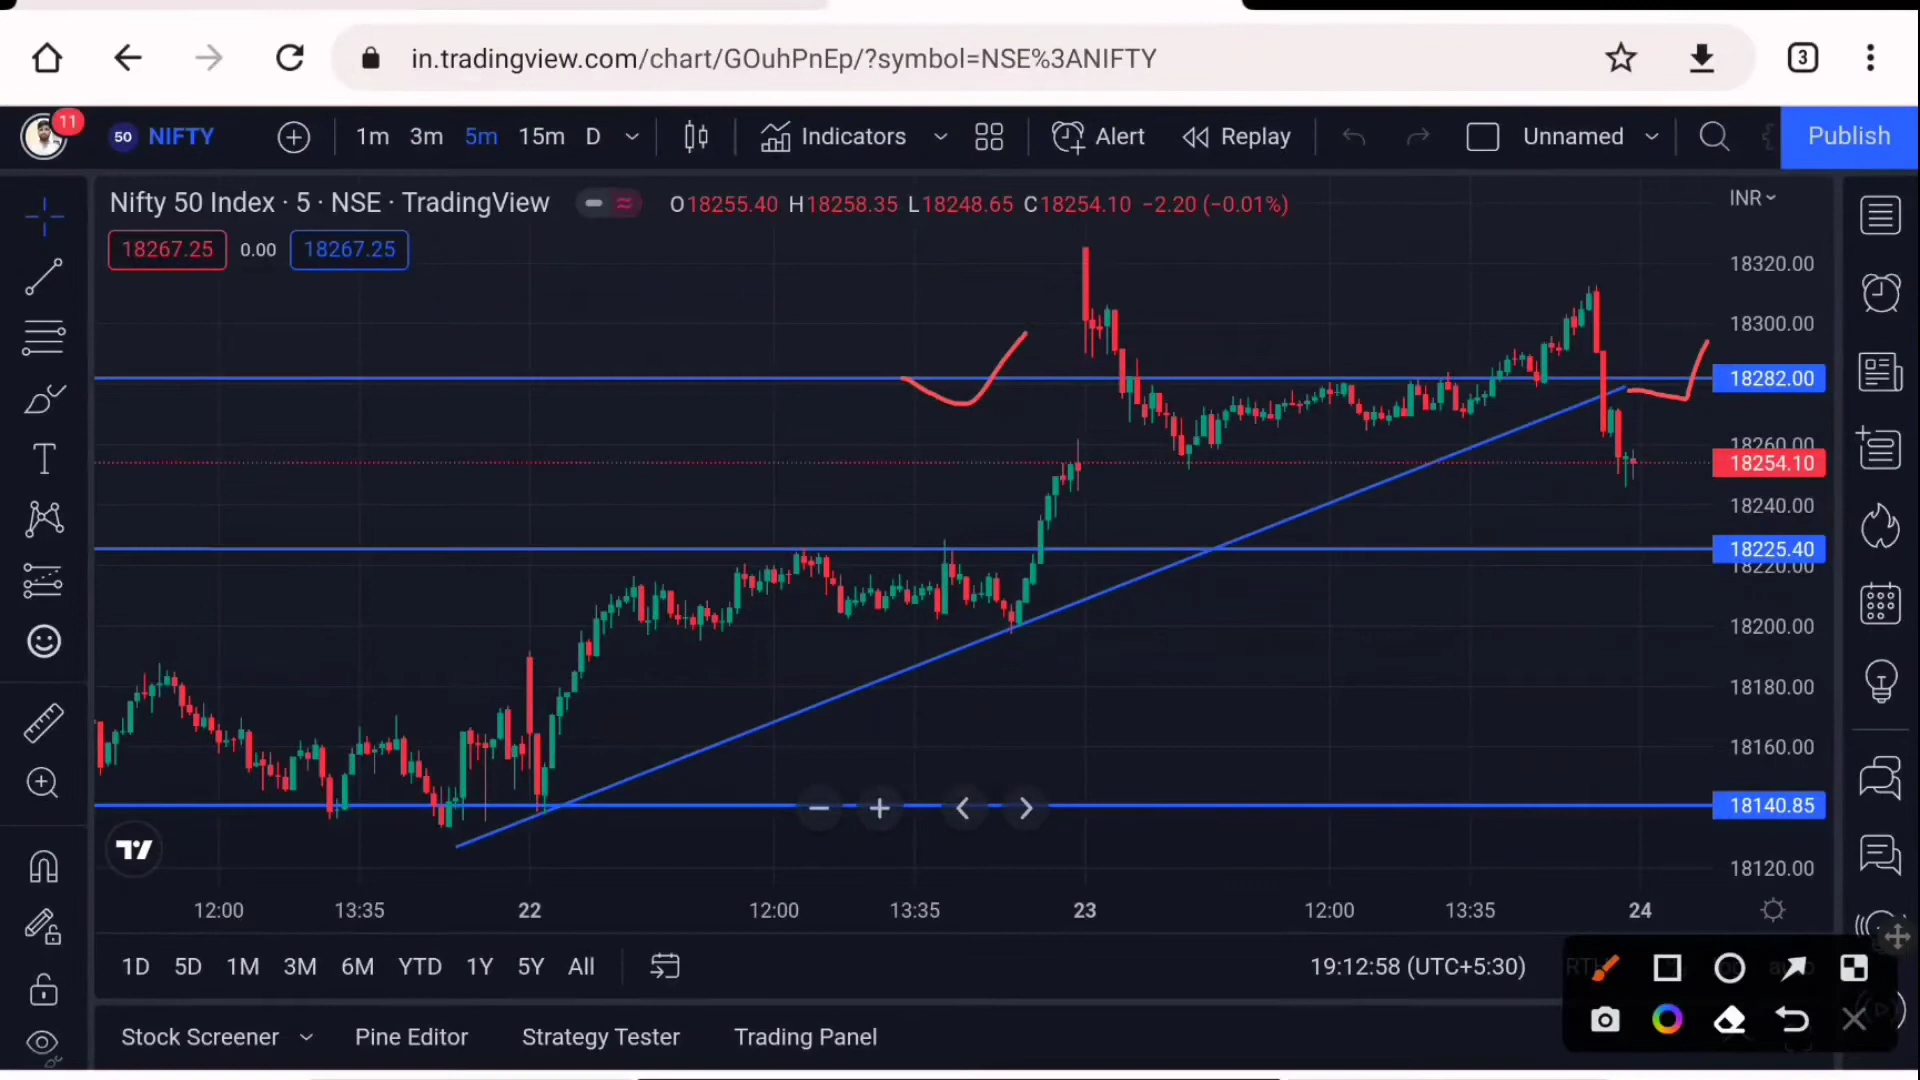 in.tradingview.com/chart/GOuhPnEp/?symbol=NSE%3ANIFTY
3
11
50 NIFTY 1m 3m 5m 15m D Indicators Alert Replay Unnamed Publish
Nifty 50 Index · 5 · NSE · TradingView O18255.40 H18258.35 L18248.65 C18254.10 −2.20 (−0.01%)
INR
18267.25 0.00 18267.25
18320.00
18300.00
18282.00
18260.00
18254.10
18240.00
18225.40
18220.00
18200.00
18180.00
18160.00
18140.85
18120.00
12:00 13:35 22 12:00 13:35 23 12:00 13:35 24
1D 5D 1M 3M 6M YTD 1Y 5Y All 19:12:58 (UTC+5:30)
Stock Screener Pine Editor Strategy Tester Trading Panel